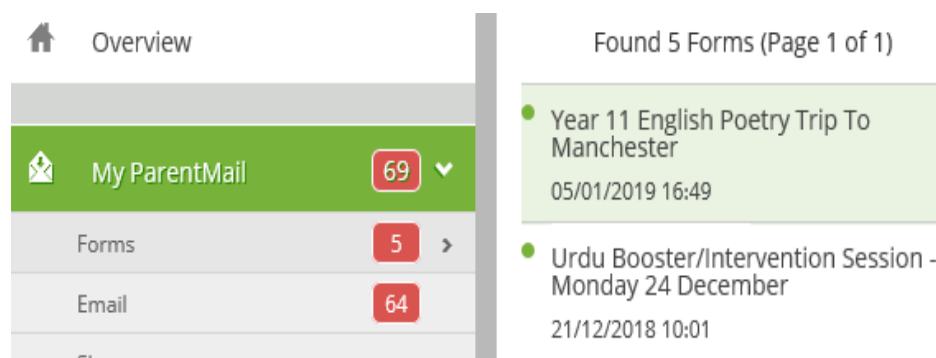 Overview
My ParentMail 69
Forms 5
Email 64
Found 5 Forms (Page 1 of 1)
Year 11 English Poetry Trip To
Manchester
05/01/2019 16:49
Urdu Booster/Intervention Session -
Monday 24 December
21/12/2018 10:01